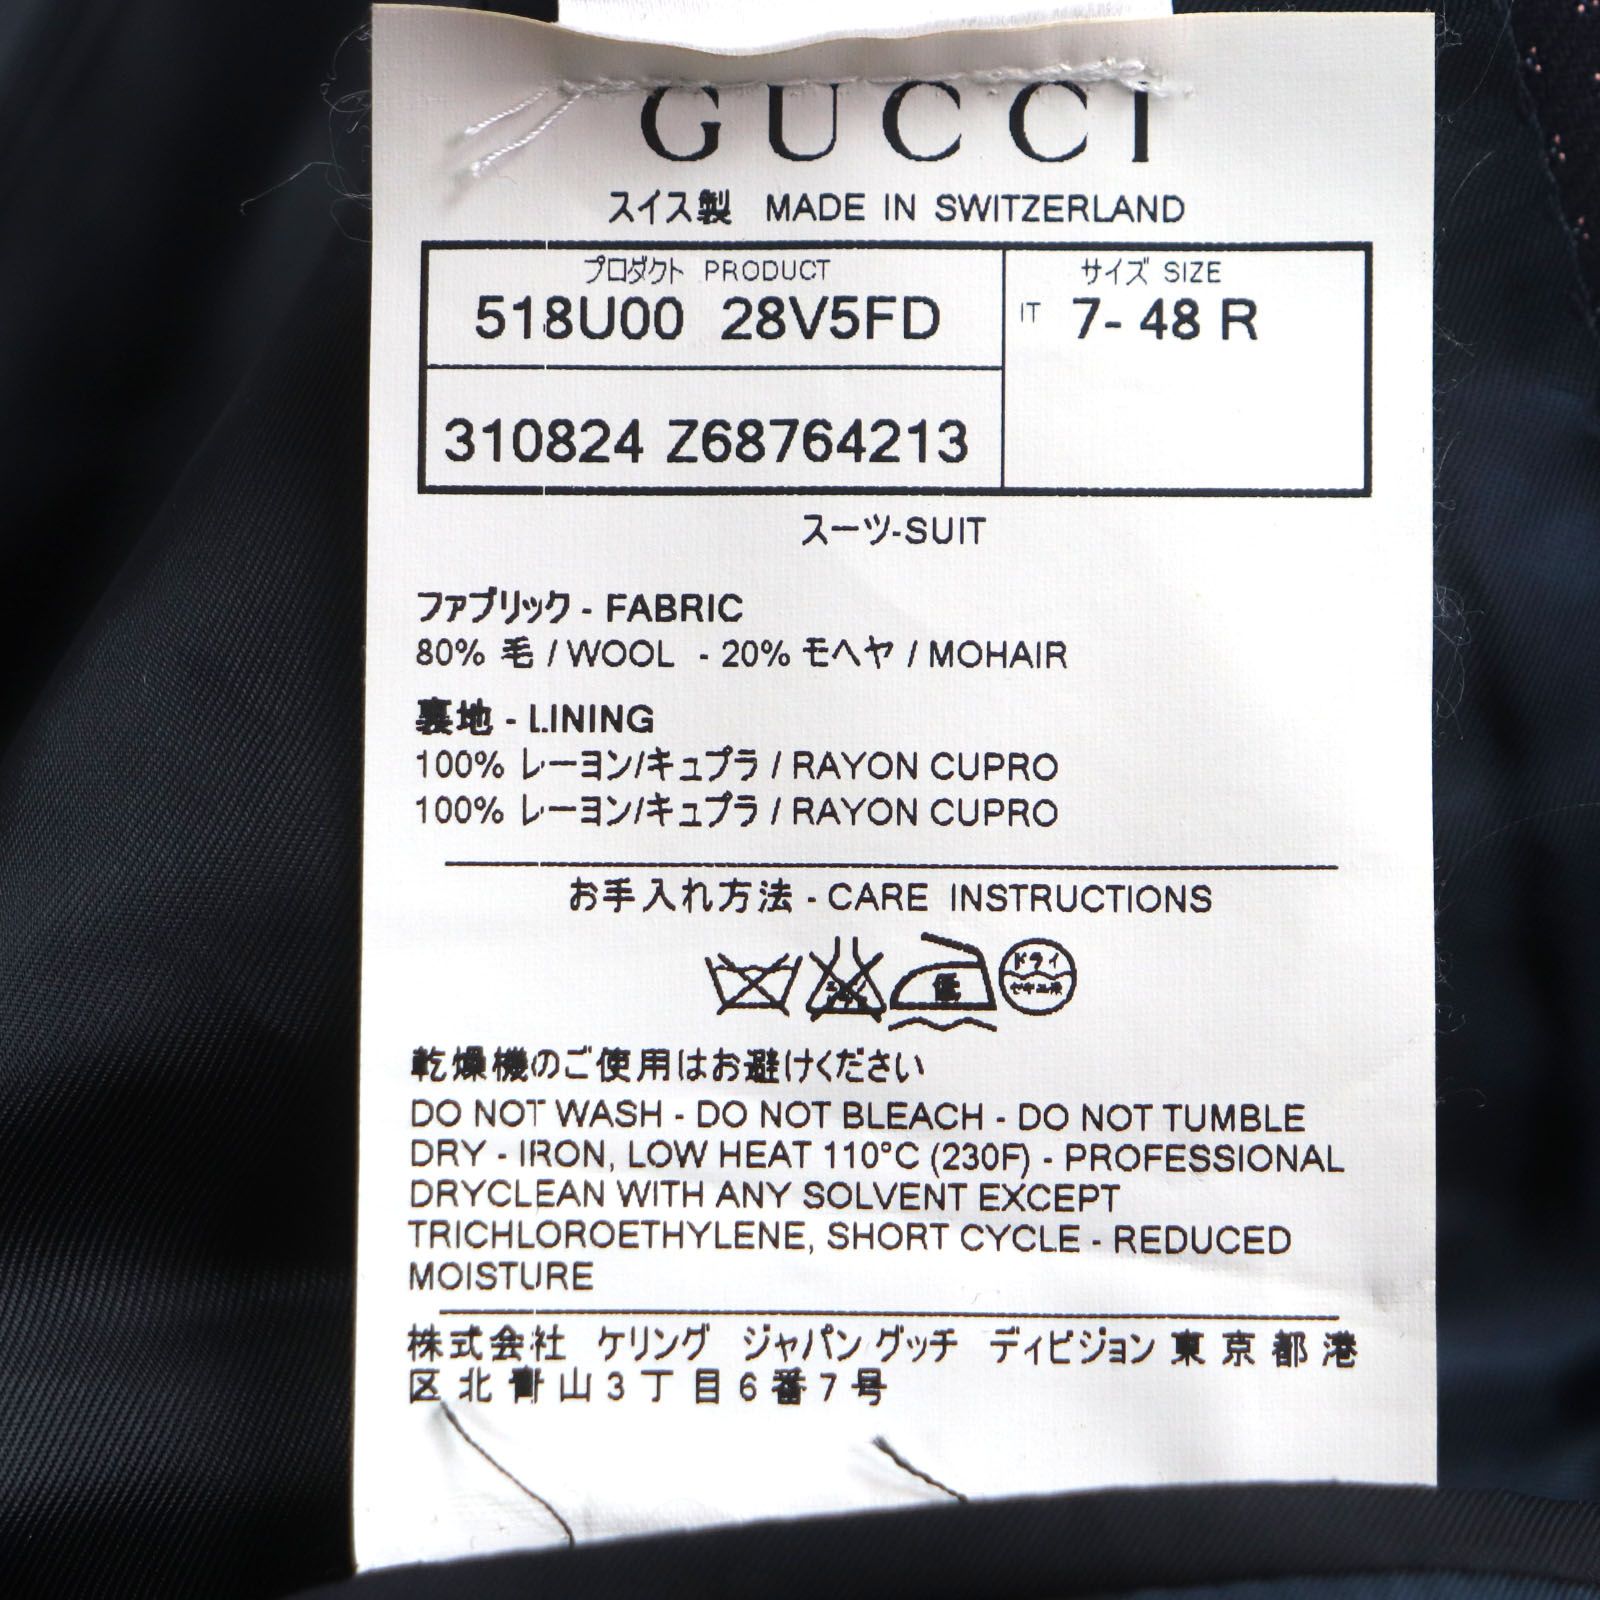 GUCCI
スイス製 MADE IN SWITZERLAND
プロダクト PRODUCT
518U00 28V5FD
サイズ SIZE
IT 7- 48 R
310824 Z68764213
スーツ-SUIT
ファブリック - FABRIC
80% 毛 / WOOL - 20% モヘヤ / MOHAIR
裏地 - LINING
100% レーヨン/キュプラ / RAYON CUPRO
100% レーヨン/キュプラ / RAYON CUPRO
お手入れ方法 - CARE INSTRUCTIONS
低
ドライ
セキユ系
乾燥機のご使用はお避けください
DO NOT WASH - DO NOT BLEACH - DO NOT TUMBLE
DRY - IRON, LOW HEAT 110°C (230F) - PROFESSIONAL
DRYCLEAN WITH ANY SOLVENT EXCEPT
TRICHLOROETHYLENE, SHORT CYCLE - REDUCED
MOISTURE
株式会社 ケリング ジャパン グッチ ディビジョン 東京都港
区北青山3丁目6番7号